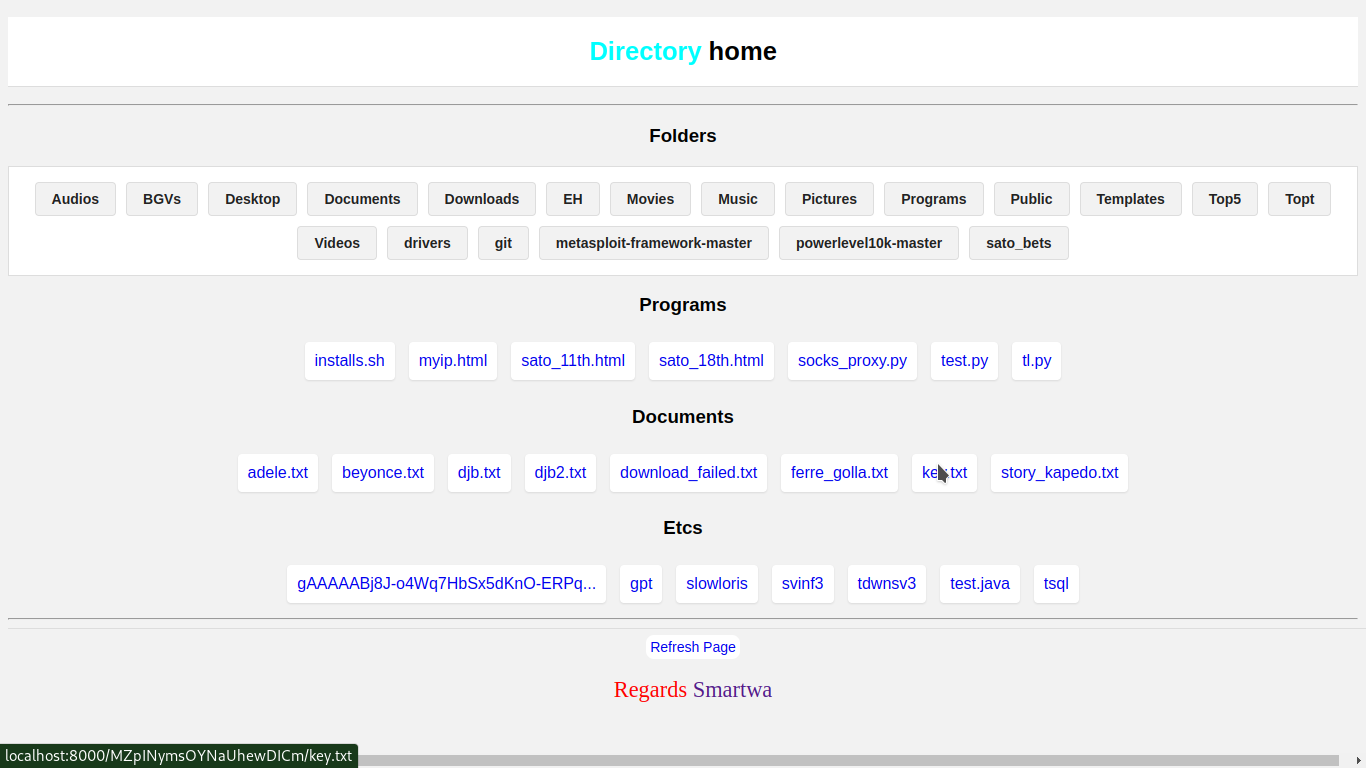 Directory home
Folders
Audios BGVs Desktop Documents Downloads EH Movies Music Pictures Programs Public Templates Top5 Topt
Videos drivers git metasploit-framework-master powerlevel10k-master sato_bets
Programs
installs.sh myip.html sato_11th.html sato_18th.html socks_proxy.py test.py tl.py
Documents
adele.txt beyonce.txt djb.txt djb2.txt download_failed.txt ferre_golla.txt key.txt story_kapedo.txt
Etcs
gAAAAABj8J-o4Wq7HbSx5dKnO-ERPq... gpt slowloris svinf3 tdwnsv3 test.java tsql
Refresh Page
Regards Smartwa
localhost:8000/MZpINymsOYNaUhewDICm/key.txt